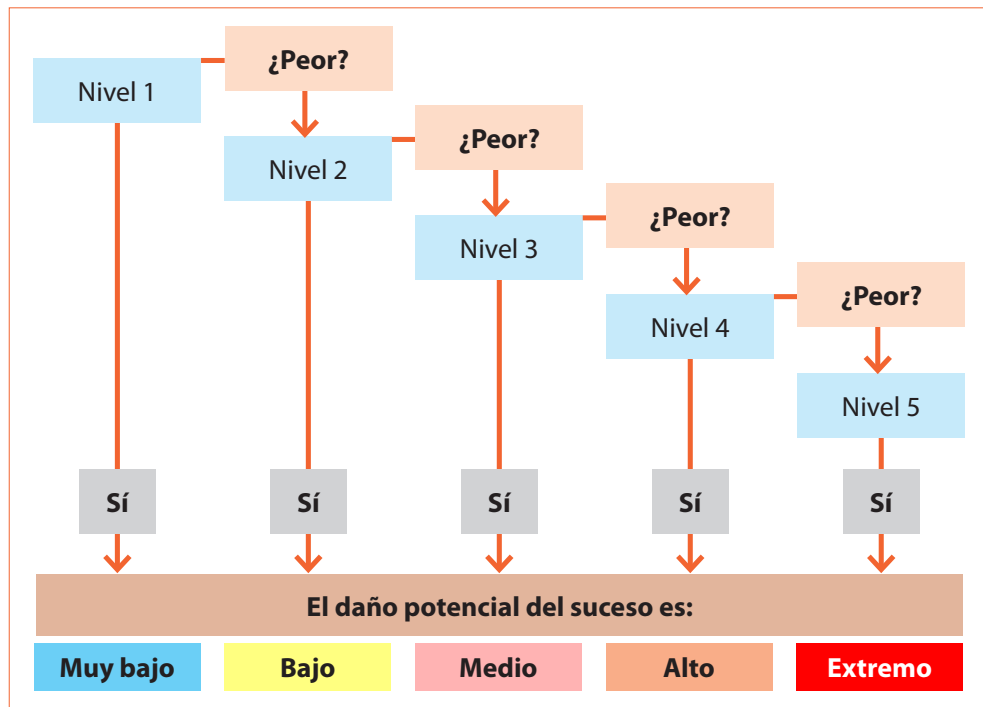 ¿Peor?
Nivel 1
¿Peor?
Nivel 2
¿Peor?
Nivel 3
¿Peor?
Nivel 4
Nivel 5
Sí
Sí
Sí
Sí
Sí
El daño potencial del suceso es:
Muy bajo
Bajo
Medio
Alto
Extremo